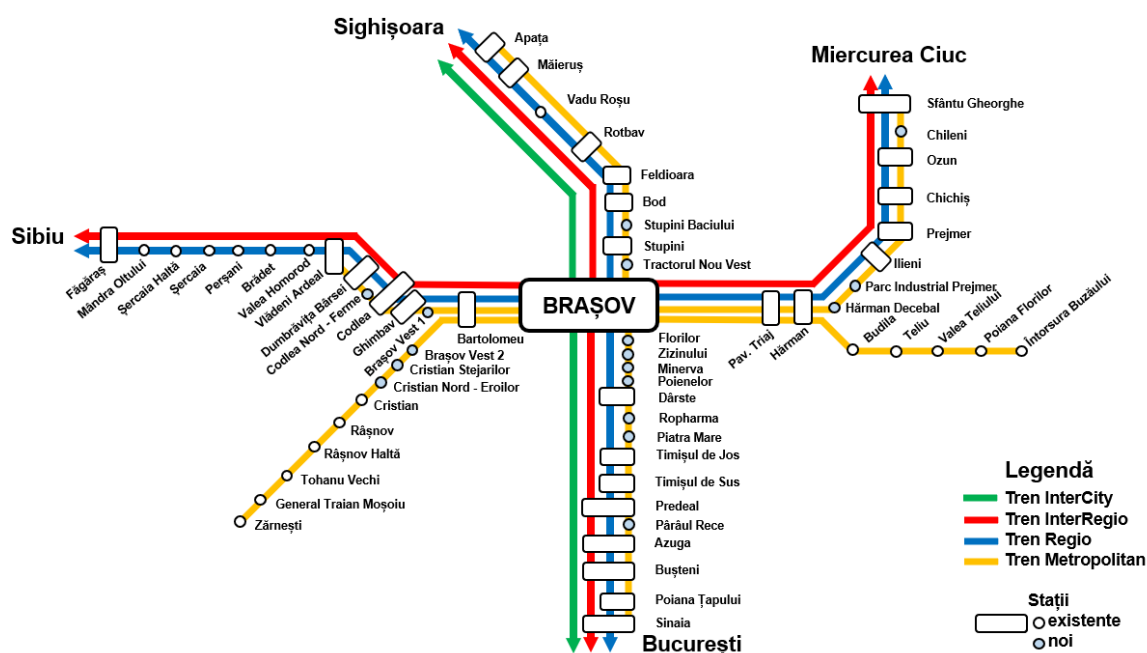 Sighișoara
Apața
Măieruș
Vadu Roșu
Rotbav
Feldioara
Bod
Stupini Baciului
Stupini
Tractorul Nou Vest
Miercurea Ciuc
Sfântu Gheorghe
Chileni
Ozun
Chichiș
Prejmer
Ilieni
Parc Industrial Prejmer
Hărman Decebal
Sibiu
Făgăraș
Mândra Oltului
Șercaia Haltă
Șercaia
Perșani
Brădet
Valea Homorod
Vlădeni Ardeal
Dumbrăvița Bârsei
Codlea Nord - Ferme
Codlea
Ghimbav
Brașov Vest 1
Bartolomeu
BRAȘOV
Pav. Triaj
Hărman
Budila
Teliu
Valea Teliului
Poiana Florilor
Întorsura Buzăului
Brașov Vest 2
Cristian Stejarilor
Cristian Nord - Eroilor
Cristian
Râșnov
Râșnov Haltă
Tohanu Vechi
General Traian Moșoiu
Zărnești
Florilor
Zizinului
Minerva
Poienelor
Dârste
Ropharma
Piatra Mare
Timișul de Jos
Timișul de Sus
Predeal
Pârâul Rece
Azuga
Bușteni
Poiana Țapului
Sinaia
București
Legendă
Tren InterCity
Tren InterRegio
Tren Regio
Tren Metropolitan
Stații
existente
noi